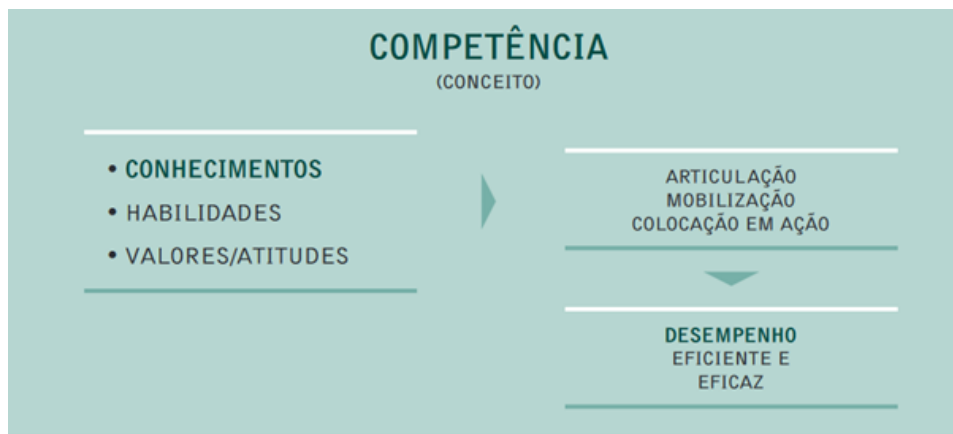 COMPETÊNCIA
(CONCEITO)
• CONHECIMENTOS
• HABILIDADES
• VALORES/ATITUDES
ARTICULAÇÃO
MOBILIZAÇÃO
COLOCAÇÃO EM AÇÃO
DESEMPENHO
EFICIENTE E
EFICAZ